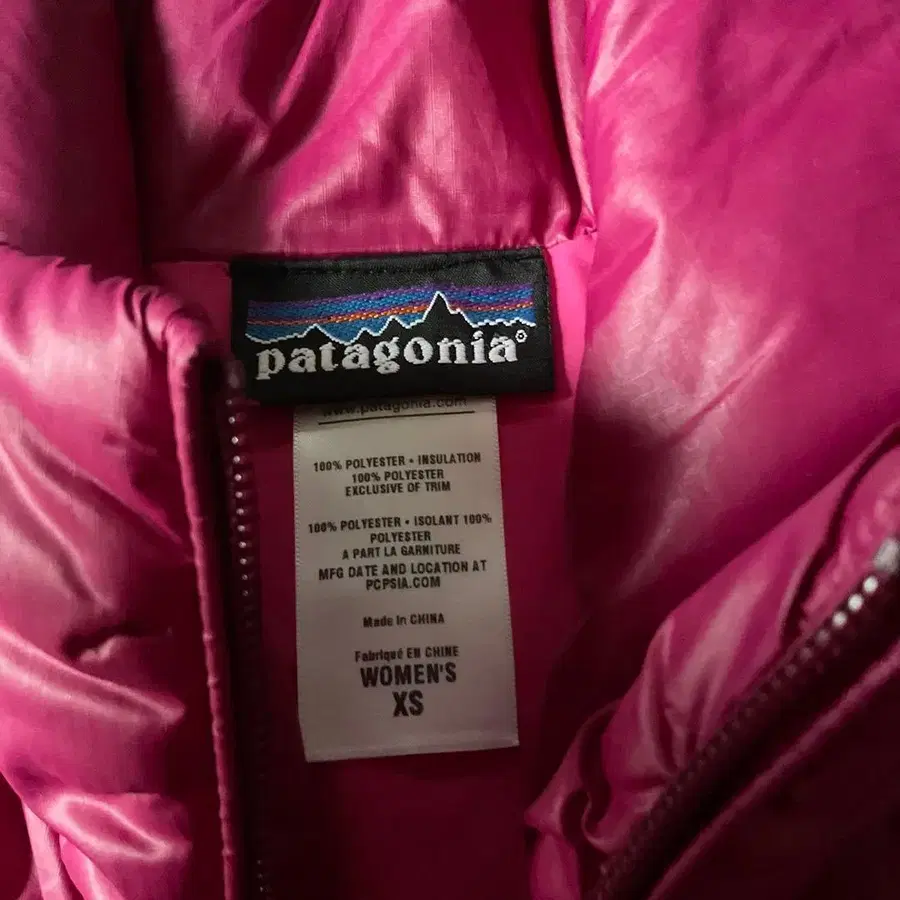 patagonia®
www.patagonia.com
100% POLYESTER • INSULATION
100% POLYESTER
EXCLUSIVE OF TRIM
100% POLYESTER • ISOLANT 100%
POLYESTER
A PART LA GARNITURE
MFG DATE AND LOCATION AT
PCPSIA.COM
Made In CHINA
Fabriqué EN CHINE
WOMEN'S
XS